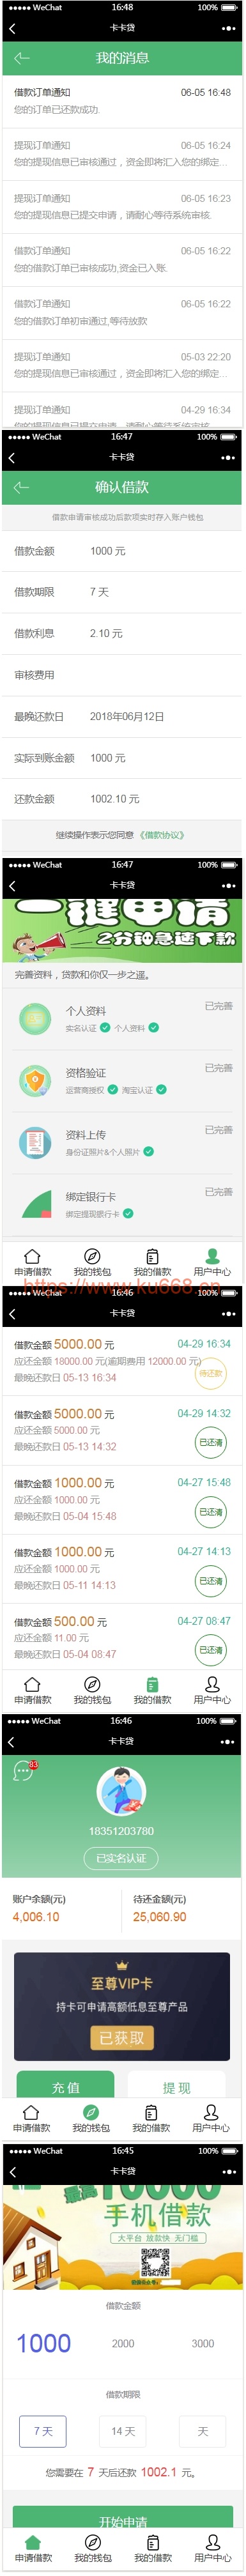 ●●●●● WeChat 16:48 100%
卡卡贷
我的消息
借款订单通知 06-05 16:48
您的订单已还款成功.
提现订单通知 06-05 16:24
您的提现信息已审核通过，资金即将汇入您的绑定...
提现订单通知 06-05 16:23
您的提现信息已提交申请，请耐心等待系统审核.
借款订单通知 06-05 16:22
您的借款订单已审核成功,资金已入账.
借款订单通知 06-05 16:22
您的借款订单初审通过,等待放款
提现订单通知 05-03 22:20
您的提现信息已审核通过，资金即将汇入您的绑定...
提现订单通知 04-29 16:34
您的提现信息已提交申请，请耐心等待系统审核
●●●●● WeChat 16:47 100%
卡卡贷
确认借款
借款申请审核成功后款项实时存入账户钱包
借款金额 1000 元
借款期限 7 天
借款利息 2.10 元
审核费用
最晚还款日 2018年06月12日
实际到账金额 1000 元
还款金额 1002.10 元
继续操作表示您同意 《借款协议》
●●●●● WeChat 16:47 100%
卡卡贷
一键申请
2分钟急速下款
完善资料，贷款和你仅一步之遥。
个人资料 已完善
实名认证 个人资料
资格验证 已完善
运营商授权 淘宝认证
资料上传 已完善
身份证照片&个人照片
绑定银行卡 已完善
绑定提现银行卡
申请借款 我的钱包 我的借款 用户中心
https://www.ku668.cn
●●●●● WeChat 16:46 100%
卡卡贷
借款金额 5000.00 元 04-29 16:34
应还金额 18000.00 元(逾期费用 12000.00 元)
待还款
最晚还款日 05-13 16:34
借款金额 5000.00 元 04-29 14:32
应还金额 5000.00 元
已还清
最晚还款日 05-13 14:32
借款金额 1000.00 元 04-27 15:48
应还金额 1000.00 元
已还清
最晚还款日 05-04 15:48
借款金额 1000.00 元 04-27 14:13
应还金额 1000.00 元
已还清
最晚还款日 05-11 14:13
借款金额 500.00 元 04-27 08:47
应还金额 11.00 元
已还清
最晚还款日 05-04 08:47
申请借款 我的钱包 我的借款 用户中心
●●●●● WeChat 16:46 100%
卡卡贷
83
18351203780
已实名认证
账户余额(元) 待还金额(元)
4,006.10 25,060.90
至尊VIP卡
持卡可申请高额低息至尊产品
已获取
充 值 提 现
申请借款 我的钱包 我的借款 用户中心
●●●●● WeChat 16:45 100%
卡卡贷
10000
手机借款
大平台 放款快 无门槛
借款金额
1000 2000 3000
借款期限
7 天 14 天 天
您需要在 7 天后还款 1002.1 元。
开始申请
申请借款 我的钱包 我的借款 用户中心